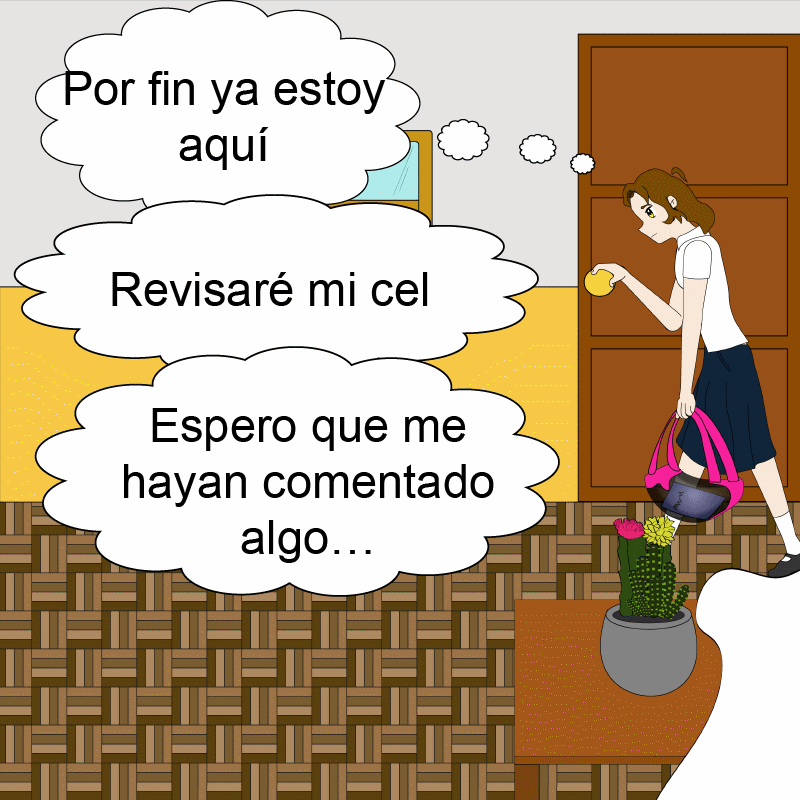 Por fin ya estoy
aquí
Revisaré mi cel
Espero que me
hayan comentado
algo…